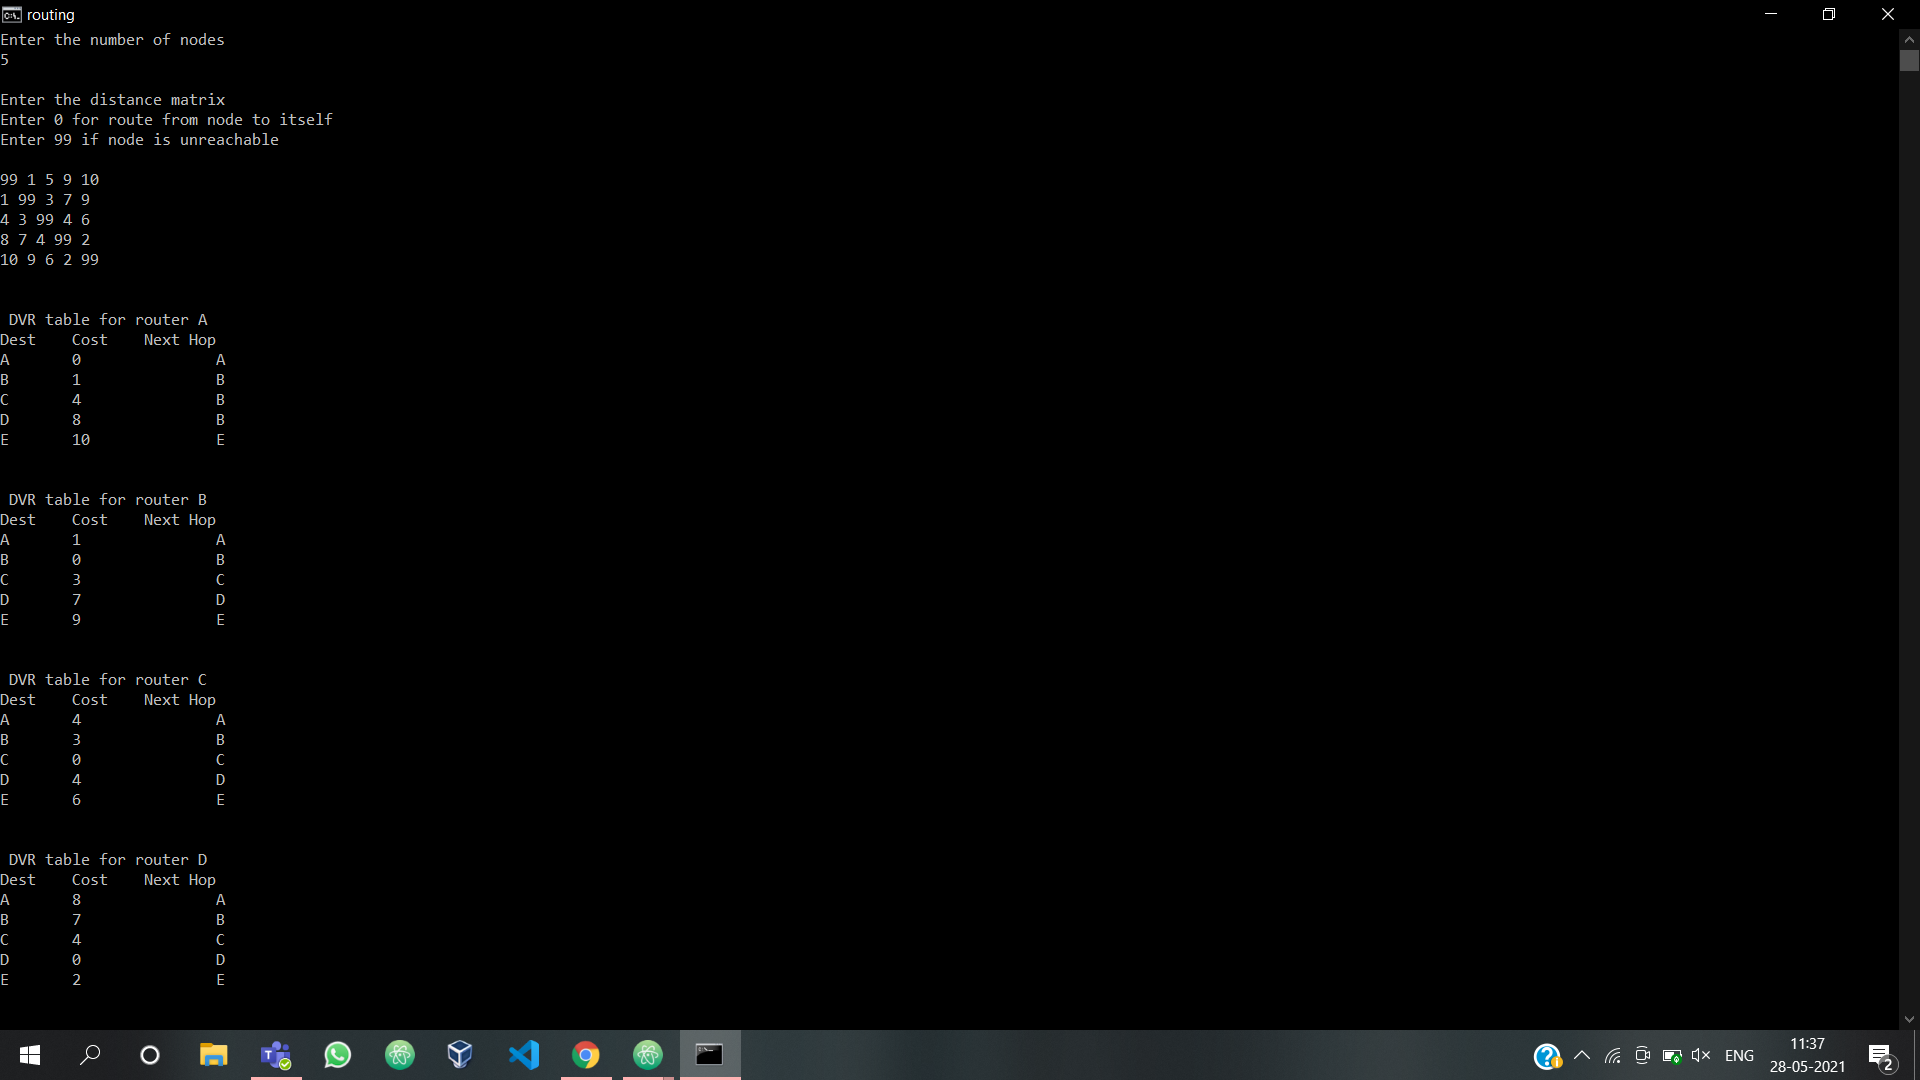 routing
Enter the number of nodes
5
Enter the distance matrix
Enter 0 for route from node to itself
Enter 99 if node is unreachable
99 1 5 9 10
1 99 3 7 9
4 3 99 4 6
8 7 4 99 2
10 9 6 2 99
DVR table for router A
Dest Cost Next Hop
A 0 A
B 1 B
C 4 B
D 8 B
E 10 E
DVR table for router B
Dest Cost Next Hop
A 1 A
B 0 B
C 3 C
D 7 D
E 9 E
DVR table for router C
Dest Cost Next Hop
A 4 A
B 3 B
C 0 C
D 4 D
E 6 E
DVR table for router D
Dest Cost Next Hop
A 8 A
B 7 B
C 4 C
D 0 D
E 2 E
ENG
11:37
28-05-2021
2